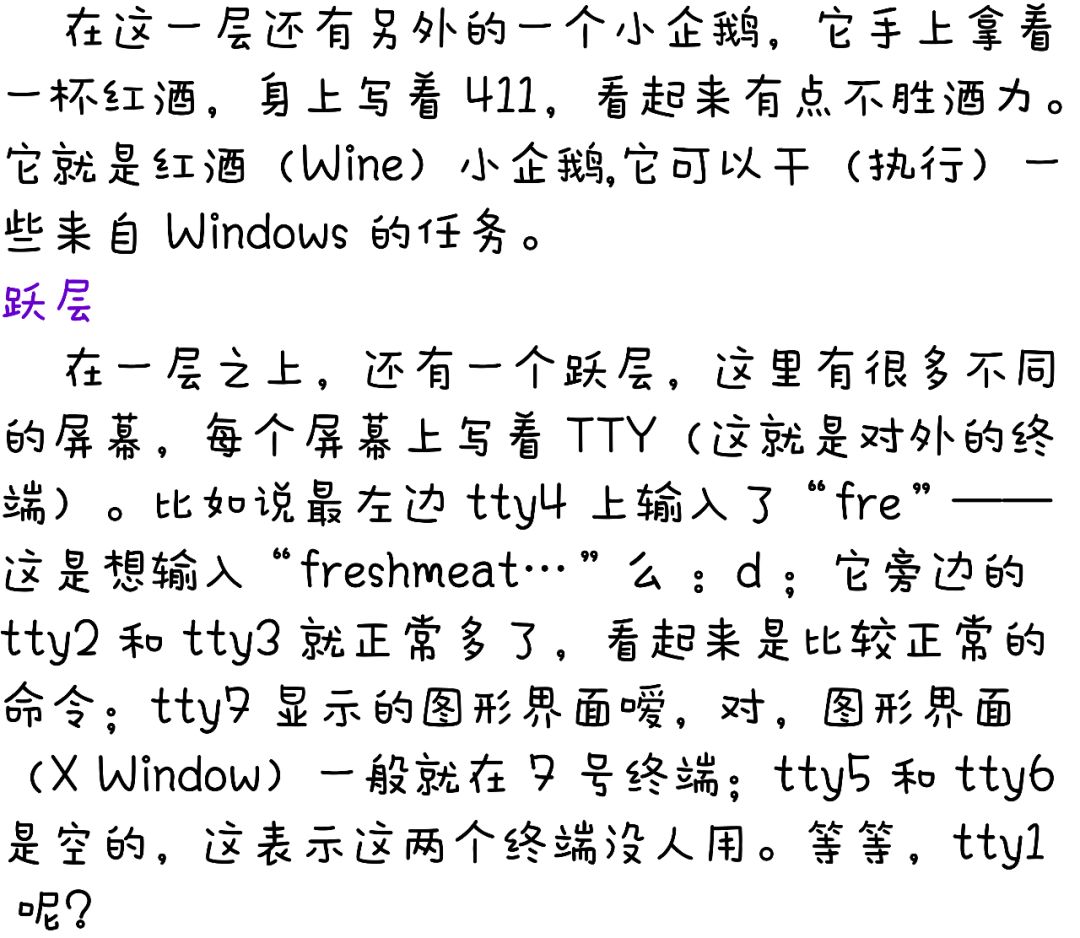 在这一层还有另外的一个小企鹅，它手上拿着
一杯红酒，身上写着 411，看起来有点不胜酒力。
它就是红酒（Wine）小企鹅,它可以干（执行）一
些来自 Windows 的任务。
跃层
在一层之上，还有一个跃层，这里有很多不同
的屏幕，每个屏幕上写着 TTY（这就是对外的终
端）。比如说最左边 tty4 上输入了“fre”——
这是想输入“freshmeat…”么：d；它旁边的
tty2 和 tty3 就正常多了，看起来是比较正常的
命令；tty7 显示的图形界面嗳，对，图形界面
（X Window）一般就在 7 号终端；tty5 和 tty6
是空的，这表示这两个终端没人用。等等，tty1
呢？